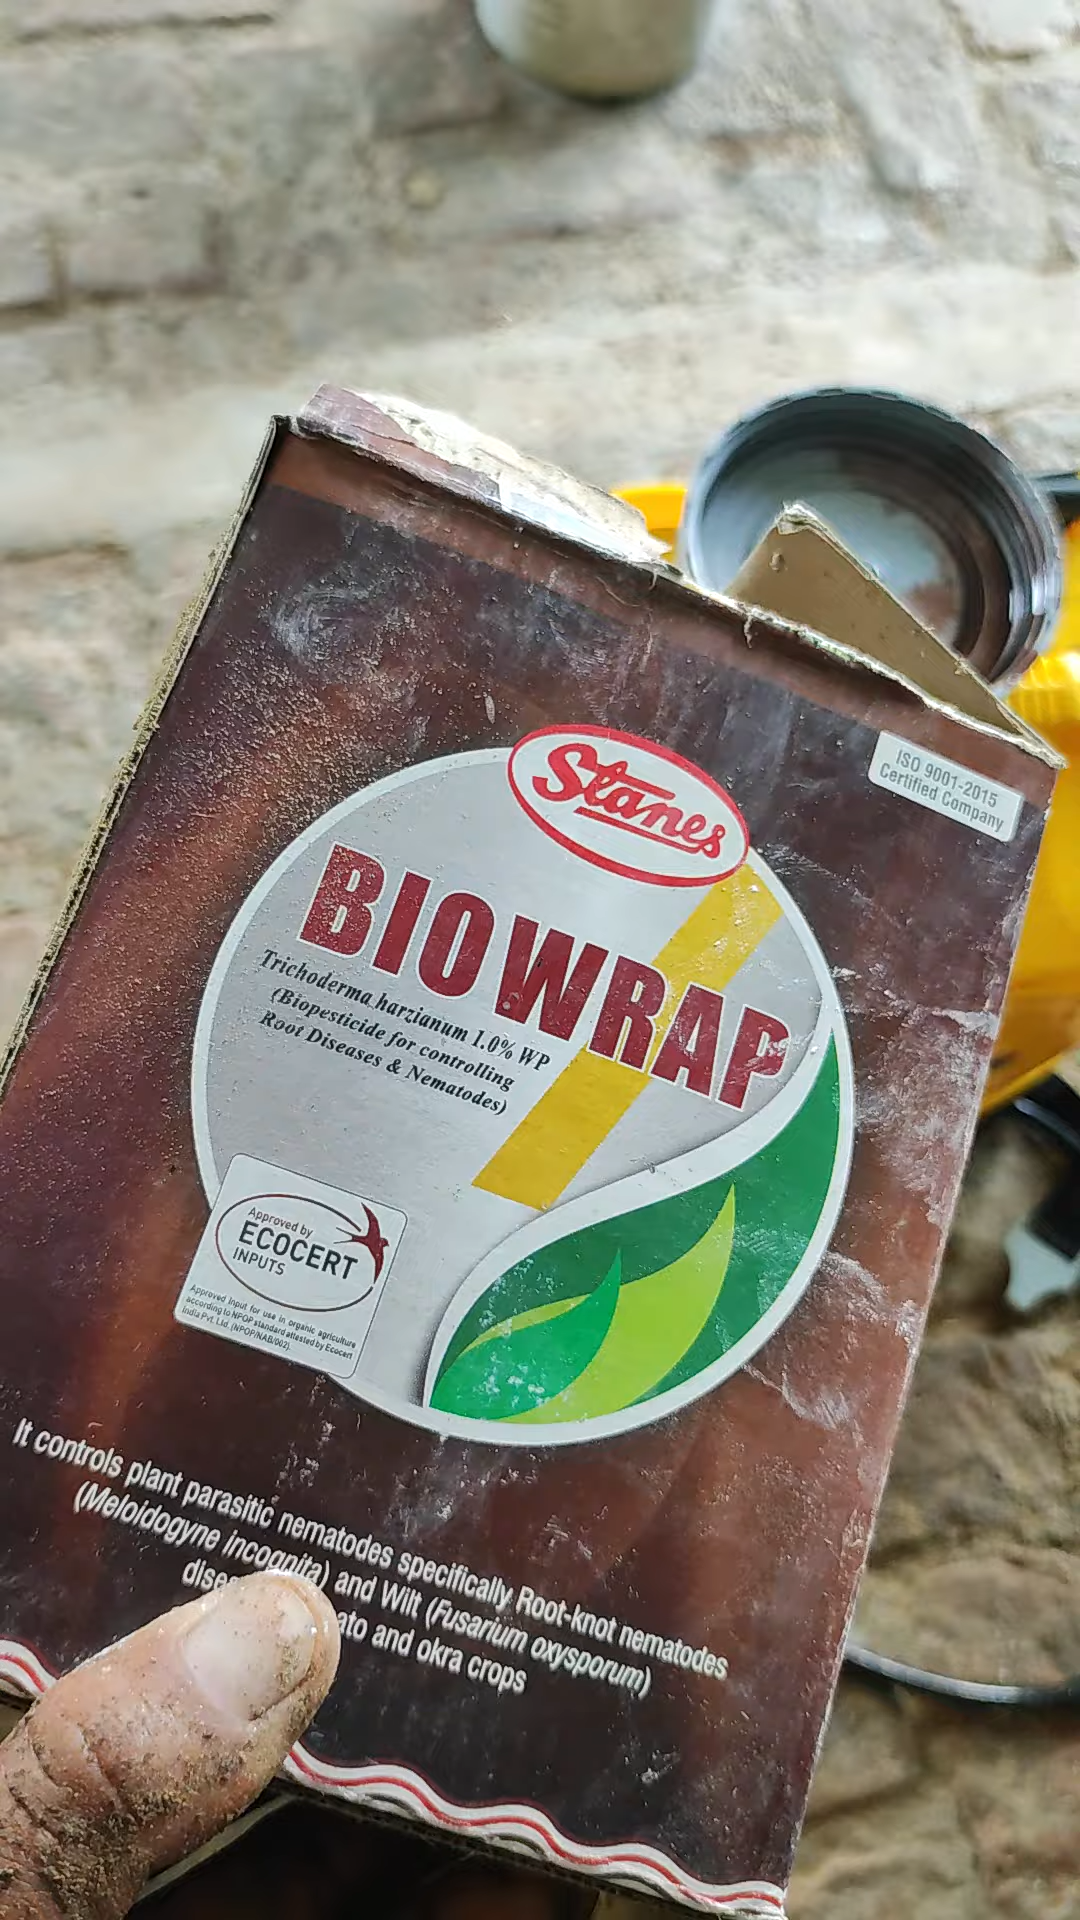 ISO 9001-2015
Certified Company
Stanes
BIOWRAP
Trichoderma harzianum 1.0% WP
(Biopesticide for controlling
Root Diseases & Nematodes)
Approved by
ECOCERT
INPUTS
Approved Input for use in organic agriculture
according to NPOP standard attested by Ecocert
India Pvt. Ltd. (NPOP/NAB/002).
It controls plant parasitic nematodes specifically Root-knot nematodes
(Meloidogyne incognita) and Wilt (Fusarium oxysporum)
and okra crops